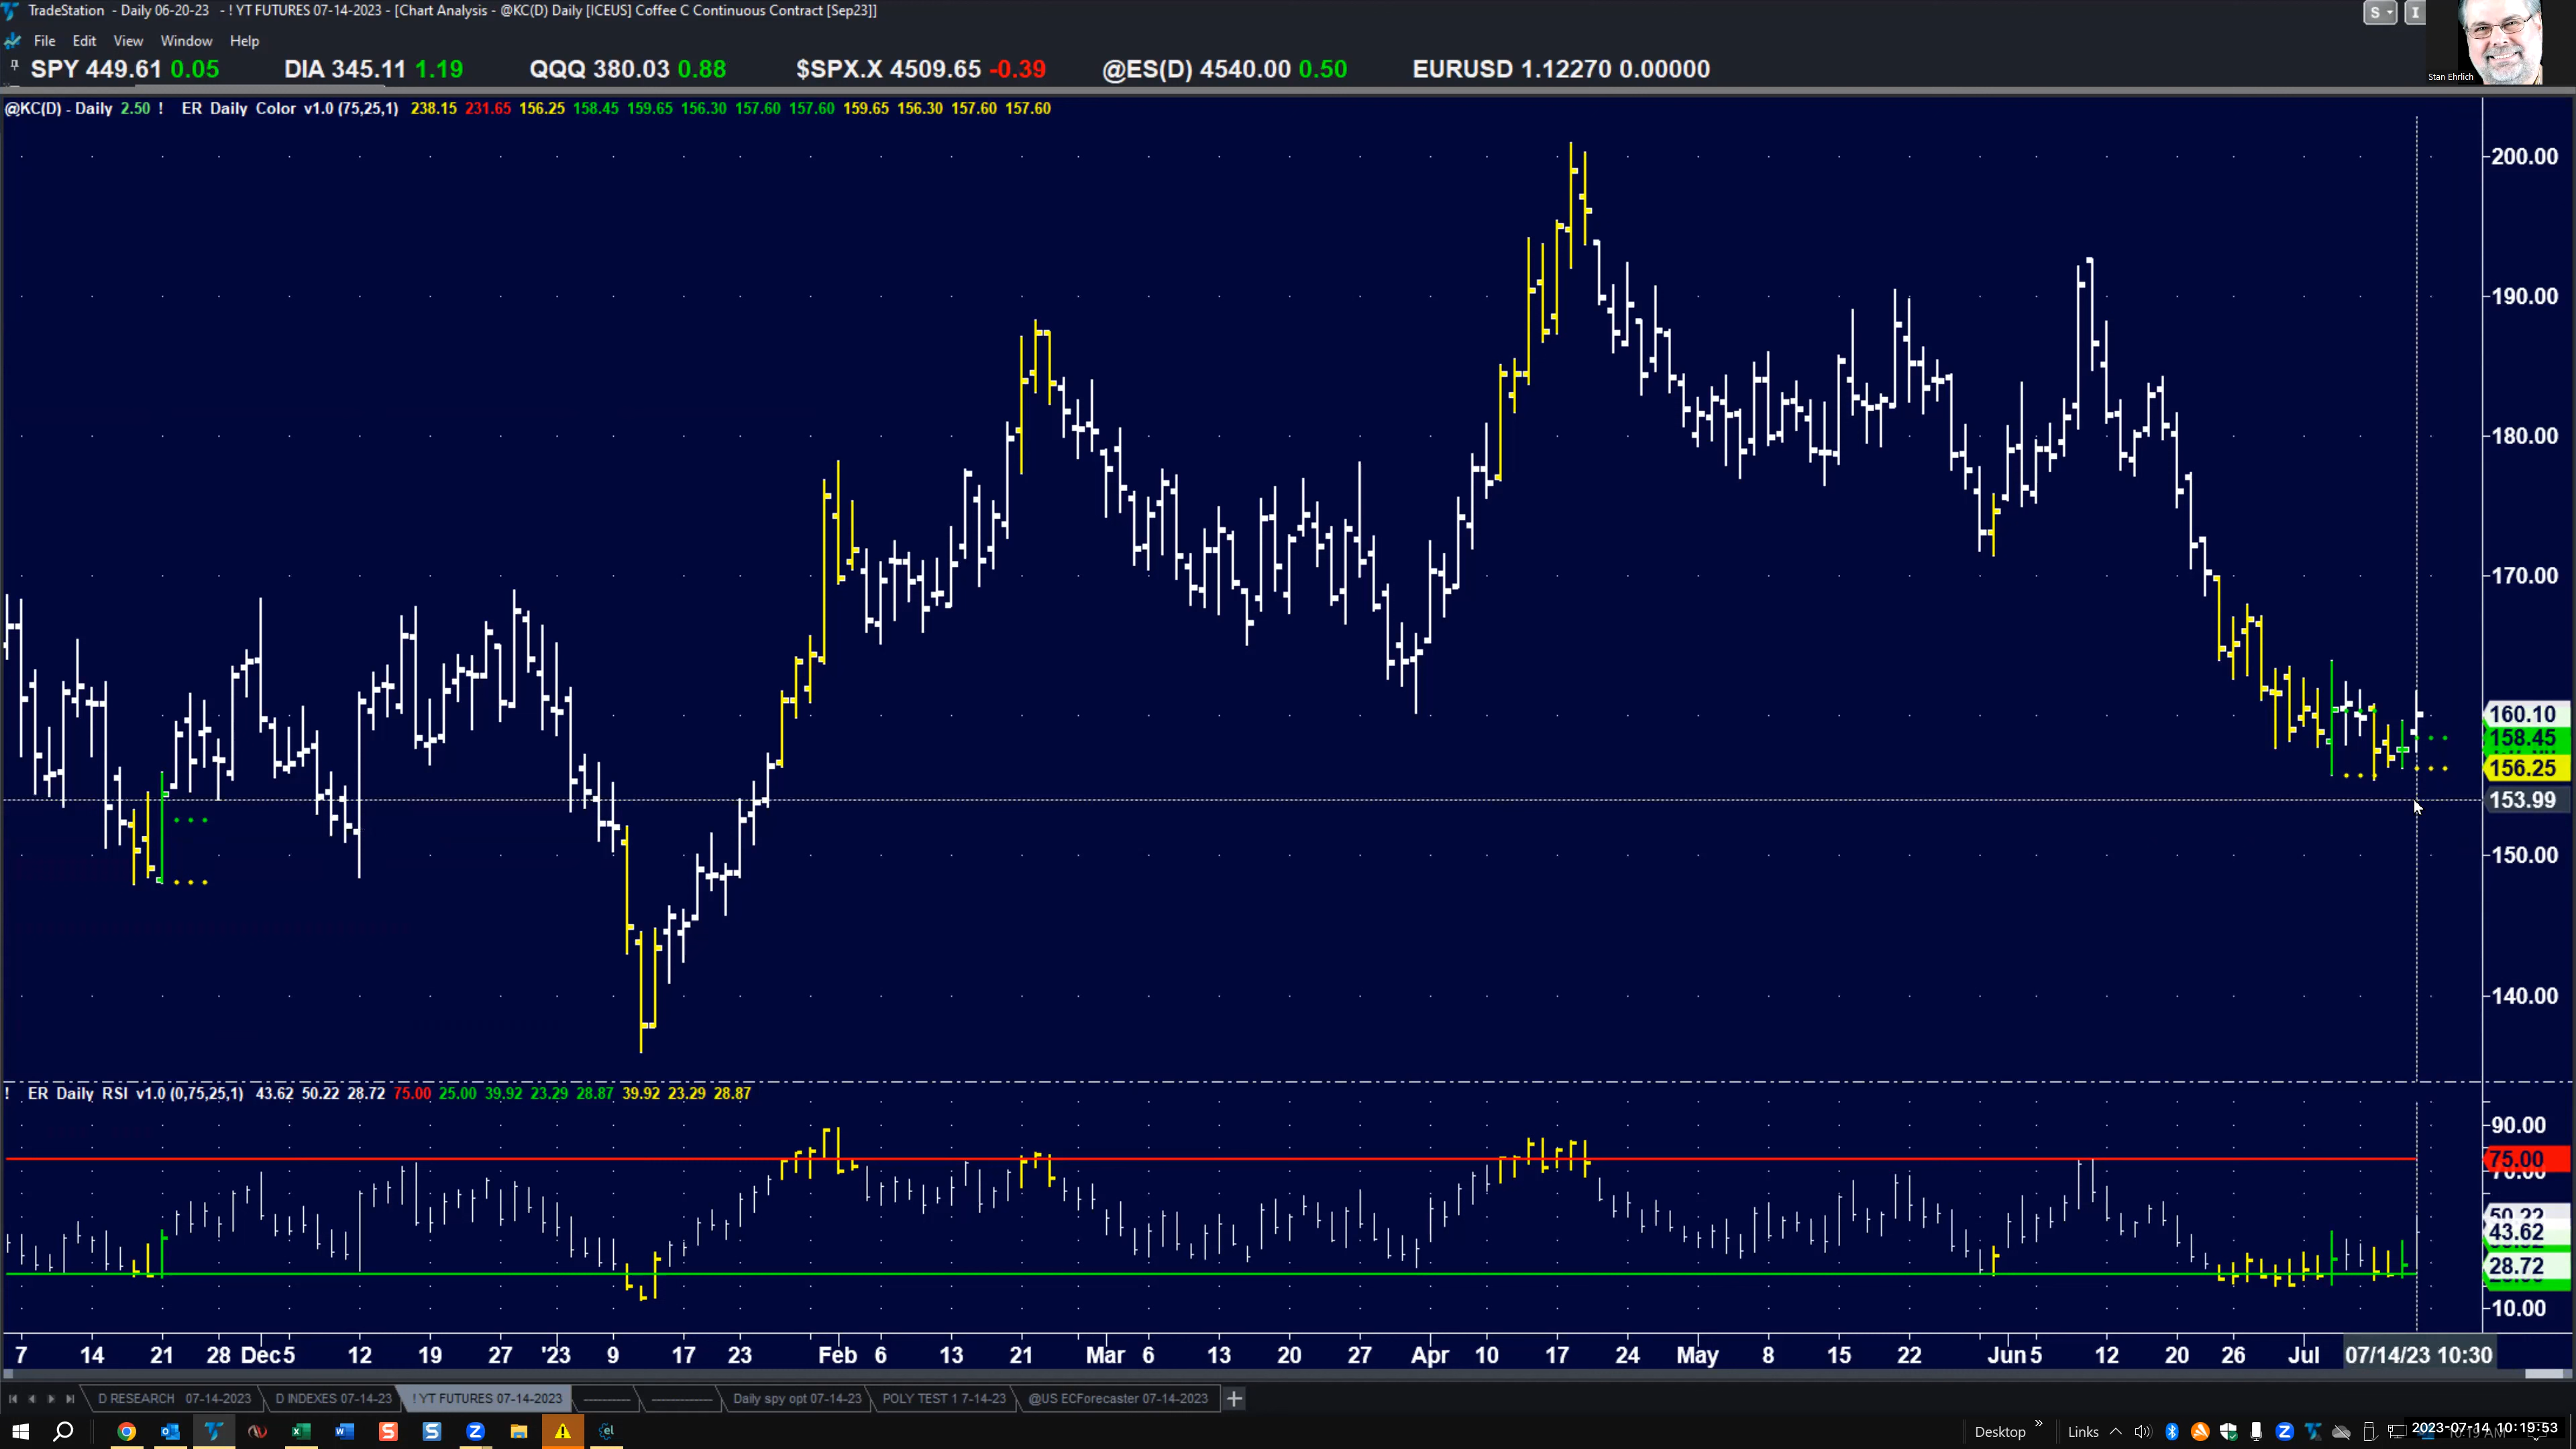 TradeStation - Daily 06-20-23 - ! YT FUTURES 07-14-2023 - [Chart Analysis - @KC(D) Daily [ICEUS] Coffee C Continuous Contract [Sep23]]
S
I
File Edit View Window Help
SPY 449.61 0.05 DIA 345.11 1.19 QQQ 380.03 0.88 $SPX.X 4509.65 -0.39 @ES(D) 4540.00 0.50 EURUSD 1.12270 0.00000
Stan Ehrlich
@KC(D) - Daily 2.50 ! ER Daily Color v1.0 (75,25,1) 238.15 231.65 156.25 158.45 159.65 156.30 157.60 157.60 159.65 156.30 157.60 157.60
200.00
190.00
180.00
170.00
160.10
158.45
156.25
153.99
150.00
140.00
! ER Daily RSI v1.0 (0,75,25,1) 43.62 50.22 28.72 75.00 25.00 39.92 23.29 28.87 39.92 23.29 28.87
90.00
75.00
50.22
43.62
28.72
10.00
7 14 21 28 Dec 5 12 19 27 '23 9 17 23 Feb 6 13 21 Mar 6 13 20 27 Apr 10 17 24 May 8 15 22 Jun 5 12 20 26 Jul 07/14/23 10:30
D RESEARCH 07-14-2023 D INDEXES 07-14-23 ! YT FUTURES 07-14-2023 Daily spy opt 07-14-23 POLY TEST 1 7-14-23 @US ECForecaster 07-14-2023
Desktop Links 2023-07-14 10:19:53